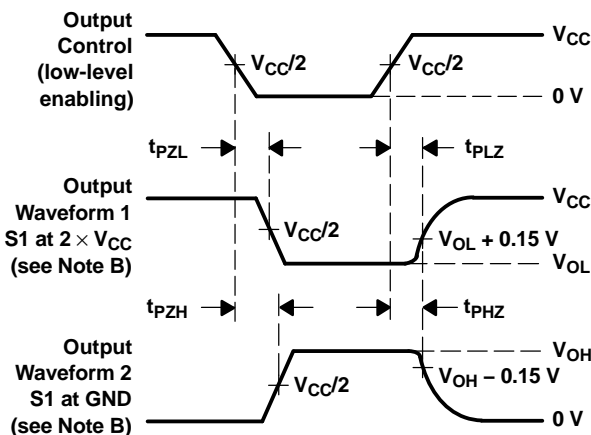 Output
Control
(low-level
enabling)
V_CC/2
V_CC/2
V_CC
0 V
t_PZL
t_PLZ
Output
Waveform 1
S1 at 2 × V_CC
(see Note B)
V_CC/2
V_CC
V_OL + 0.15 V
V_OL
t_PZH
t_PHZ
Output
Waveform 2
S1 at GND
(see Note B)
V_CC/2
V_OH
V_OH − 0.15 V
0 V